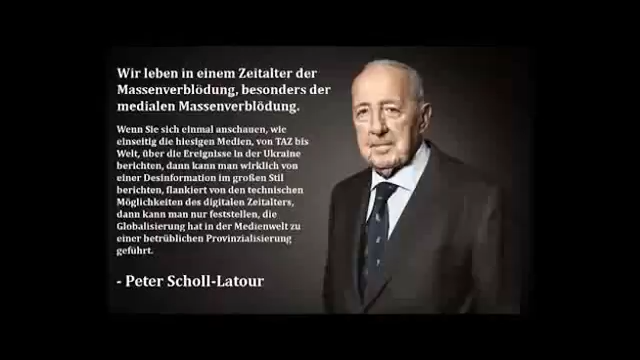 Wir leben in einem Zeitalter der
Massenverblödung, besonders der
medialen Massenverblödung.
Wenn Sie sich einmal anschauen, wie
einseitig die hiesigen Medien, von TAZ bis
Welt, über die Ereignisse in der Ukraine
berichten, dann kann man wirklich von
einer Desinformation im großen Stil
berichten, flankiert von den technischen
Möglichkeiten des digitalen Zeitalters,
dann kann man nur feststellen, die
Globalisierung hat in der Medienwelt zu
einer betrüblichen Provinzialisierung
geführt.
- Peter Scholl-Latour